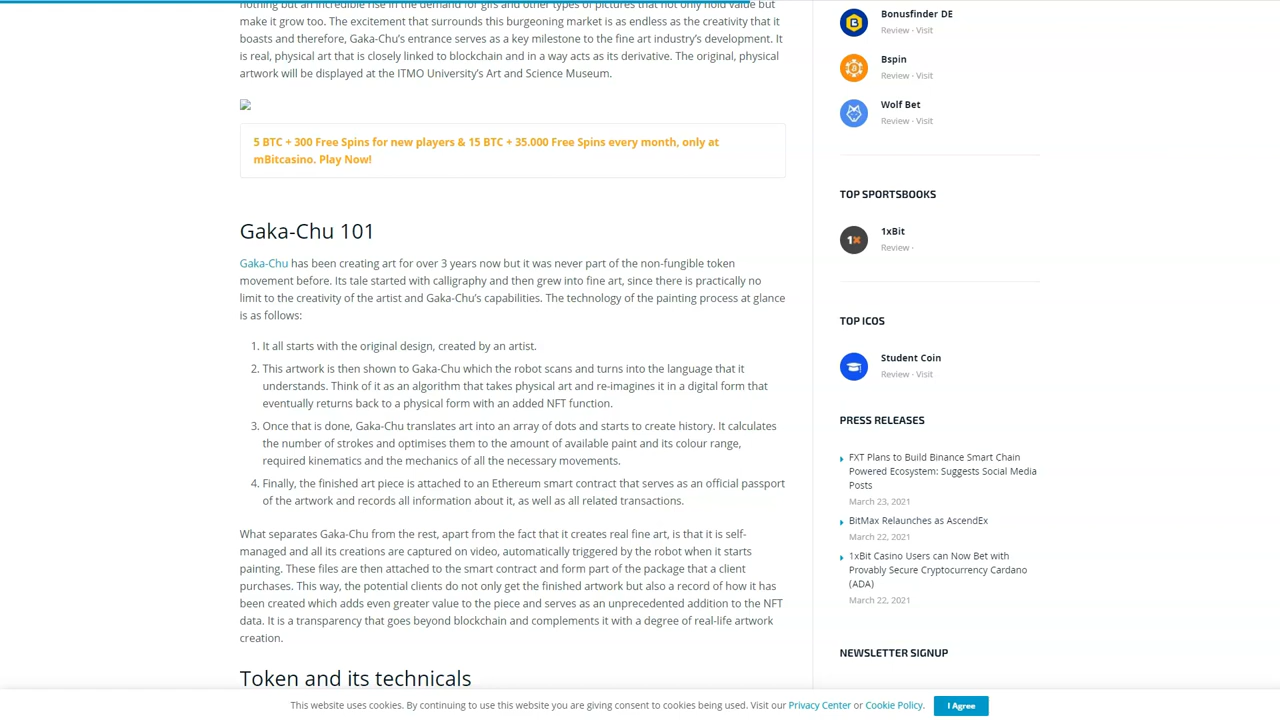 nothing but an incredible rise in the demand for gifs and other types of pictures that not only hold value but
make it grow too. The excitement that surrounds this burgeoning market is as endless as the creativity that it
boasts and therefore, Gaka-Chu's entrance serves as a key milestone to the fine art industry's development. It
is real, physical art that is closely linked to blockchain and in a way acts as its derivative. The original, physical
artwork will be displayed at the ITMO University's Art and Science Museum.
5 BTC + 300 Free Spins for new players & 15 BTC + 35.000 Free Spins every month, only at
mBitcasino. Play Now!
Gaka-Chu 101
Gaka-Chu has been creating art for over 3 years now but it was never part of the non-fungible token
movement before. Its tale started with calligraphy and then grew into fine art, since there is practically no
limit to the creativity of the artist and Gaka-Chu's capabilities. The technology of the painting process at glance
is as follows:
1. It all starts with the original design, created by an artist.
2. This artwork is then shown to Gaka-Chu which the robot scans and turns into the language that it
understands. Think of it as an algorithm that takes physical art and re-imagines it in a digital form that
eventually returns back to a physical form with an added NFT function.
3. Once that is done, Gaka-Chu translates art into an array of dots and starts to create history. It calculates
the number of strokes and optimises them to the amount of available paint and its colour range,
required kinematics and the mechanics of all the necessary movements.
4. Finally, the finished art piece is attached to an Ethereum smart contract that serves as an official passport
of the artwork and records all information about it, as well as all related transactions.
What separates Gaka-Chu from the rest, apart from the fact that it creates real fine art, is that it is self-
managed and all its creations are captured on video, automatically triggered by the robot when it starts
painting. These files are then attached to the smart contract and form part of the package that a client
purchases. This way, the potential clients do not only get the finished artwork but also a record of how it has
been created which adds even greater value to the piece and serves as an unprecedented addition to the NFT
data. It is a transparency that goes beyond blockchain and complements it with a degree of real-life artwork
creation.
Token and its technicals
Bonusfinder DE
Review · Visit
Bspin
Review · Visit
Wolf Bet
Review · Visit
TOP SPORTSBOOKS
1X
1xBit
Review ·
TOP ICOS
Student Coin
Review · Visit
PRESS RELEASES
FXT Plans to Build Binance Smart Chain
Powered Ecosystem: Suggests Social Media
Posts
March 23, 2021
BitMax Relaunches as AscendEx
March 22, 2021
1xBit Casino Users can Now Bet with
Provably Secure Cryptocurrency Cardano
(ADA)
March 22, 2021
NEWSLETTER SIGNUP
This website uses cookies. By continuing to use this website you are giving consent to cookies being used. Visit our Privacy Center or Cookie Policy.
I Agree